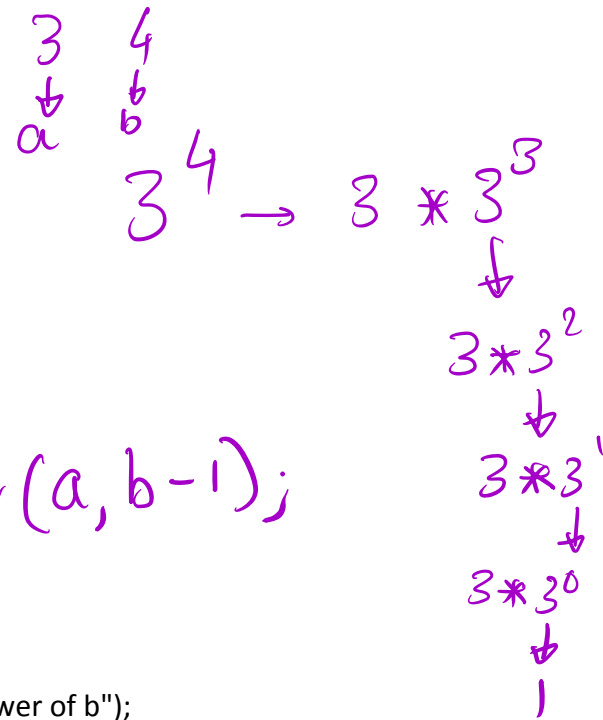 3 4
a b
3^4 → 3 * 3^3
3 * 3^2
3 * 3^1
(a, b-1);
3 * 3^0
1
wer of b");